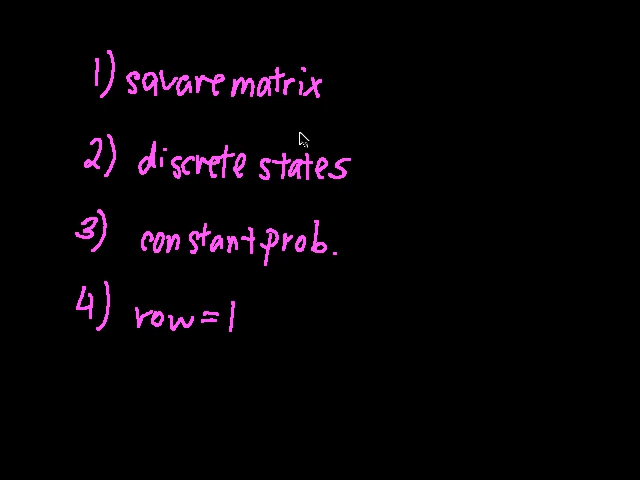 1) square matrix
2) discrete states
3) constant prob.
4) row = 1